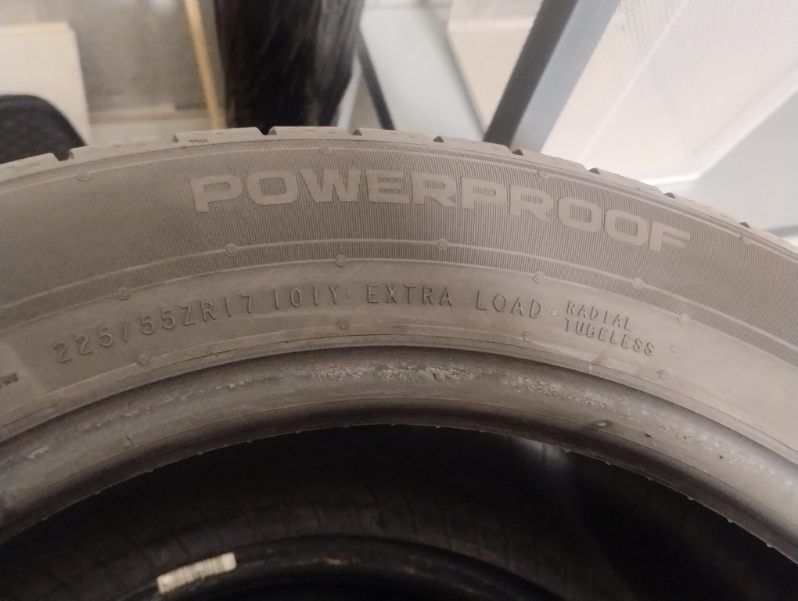 POWERPROOF
225/55ZR17 101Y · EXTRA LOAD · RADIAL
TUBELESS